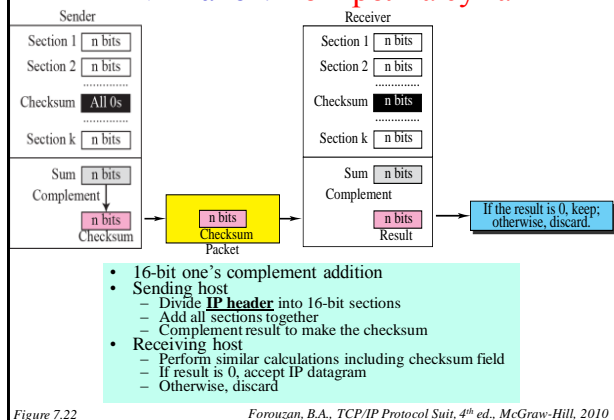 Sender
Section 1 n bits
Section 2 n bits
..............
Checksum All 0s
..............
Section k n bits
Sum n bits
Complement
n bits
Checksum
n bits
Checksum
Packet
Receiver
Section 1 n bits
Section 2 n bits
..............
Checksum n bits
..............
Section k n bits
Sum n bits
Complement
n bits
Result
If the result is 0, keep;
otherwise, discard.
• 16-bit one's complement addition
• Sending host
– Divide IP header into 16-bit sections
– Add all sections together
– Complement result to make the checksum
• Receiving host
– Perform similar calculations including checksum field
– If result is 0, accept IP datagram
– Otherwise, discard
Figure 7.22
Forouzan, B.A., TCP/IP Protocol Suit, 4th ed., McGraw-Hill, 2010